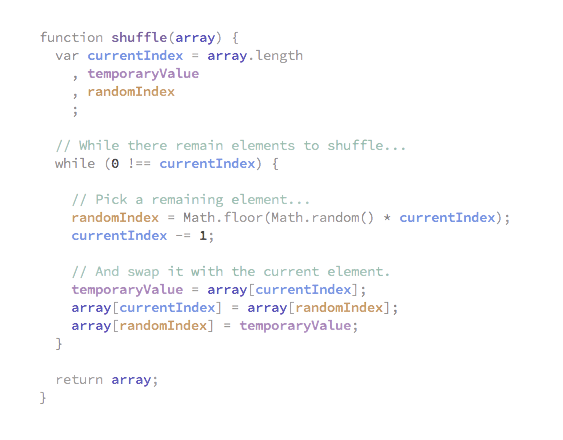 function shuffle(array) {
  var currentIndex = array.length
    , temporaryValue
    , randomIndex
    ;

  // While there remain elements to shuffle...
  while (0 !== currentIndex) {

    // Pick a remaining element...
    randomIndex = Math.floor(Math.random() * currentIndex);
    currentIndex -= 1;

    // And swap it with the current element.
    temporaryValue = array[currentIndex];
    array[currentIndex] = array[randomIndex];
    array[randomIndex] = temporaryValue;
  }

  return array;
}